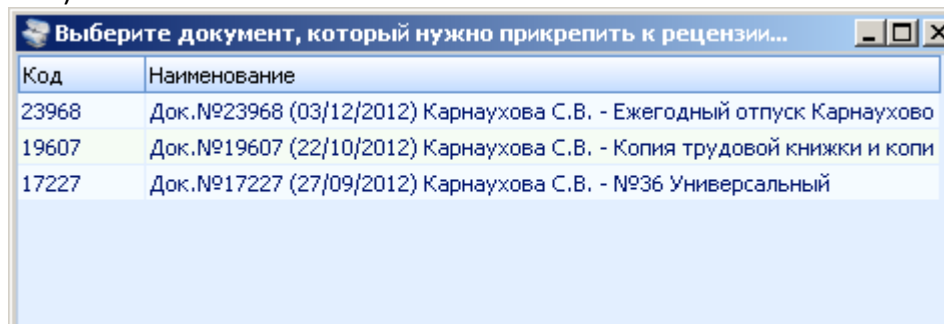 Выберите документ, который нужно прикрепить к рецензии...
Код Наименование
23968 Док.№23968 (03/12/2012) Карнаухова С.В. - Ежегодный отпуск Карнаухово
19607 Док.№19607 (22/10/2012) Карнаухова С.В. - Копия трудовой книжки и копи
17227 Док.№17227 (27/09/2012) Карнаухова С.В. - №36 Универсальный